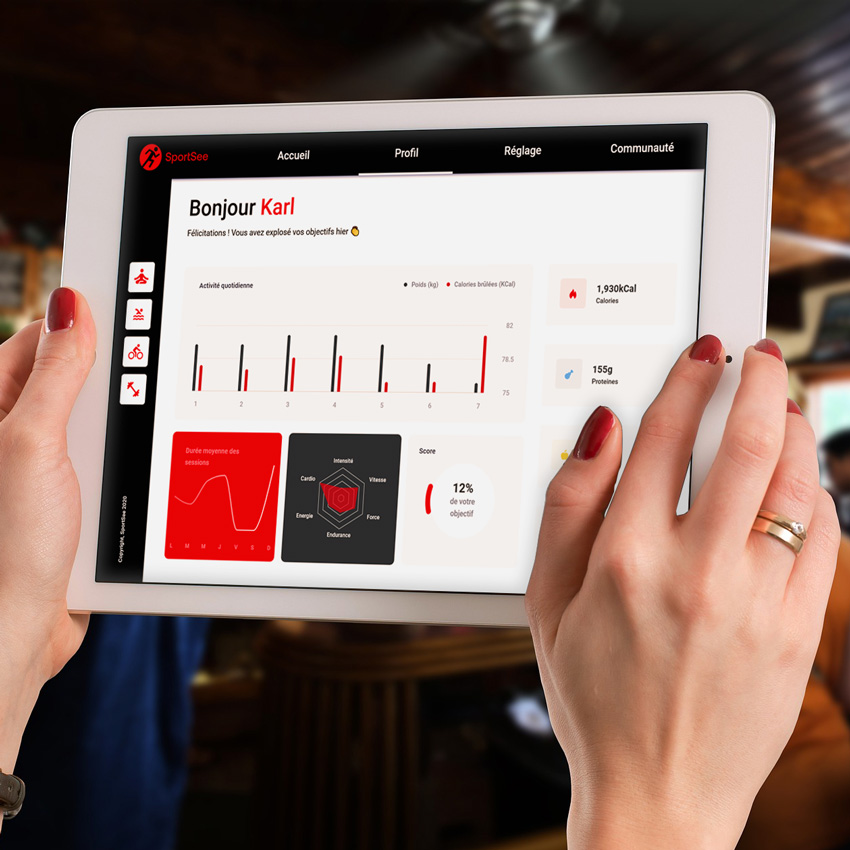 SportSee
Accueil
Profil
Réglage
Communauté
Bonjour Karl
Félicitations ! Vous avez explosé vos objectifs hier 👏
Activité quotidienne
Poids (kg)
Calories brûlées (KCal)
82
78.5
75
1 2 3 4 5 6 7
1,930kCal
Calories
155g
Proteines
Durée moyenne des
sessions
L M M J V S D
Intensité
Vitesse
Force
Endurance
Energie
Cardio
Score
12%
de votre
objectif
Copyright, SportSee 2020